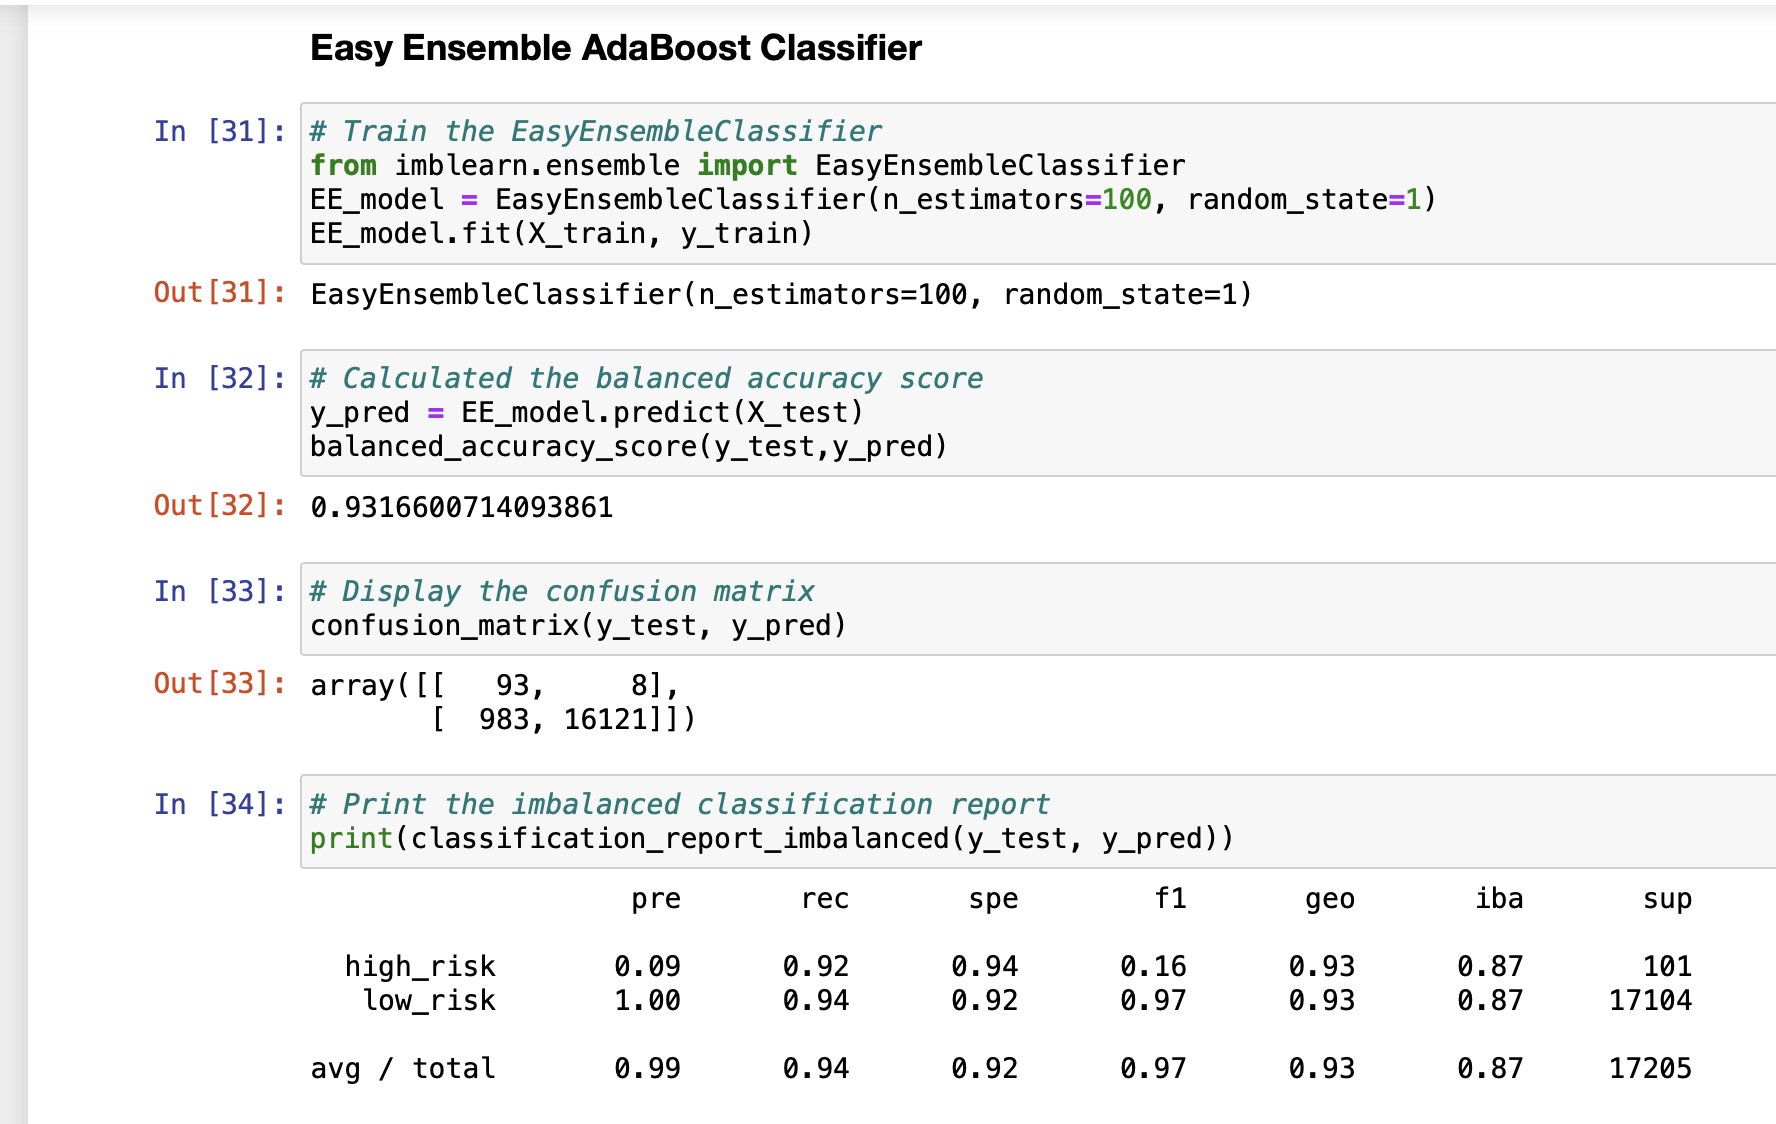 Easy Ensemble AdaBoost Classifier
In [31]: # Train the EasyEnsembleClassifier
from imblearn.ensemble import EasyEnsembleClassifier
EE_model = EasyEnsembleClassifier(n_estimators=100, random_state=1)
EE_model.fit(X_train, y_train)
Out[31]: EasyEnsembleClassifier(n_estimators=100, random_state=1)
In [32]: # Calculated the balanced accuracy score
y_pred = EE_model.predict(X_test)
balanced_accuracy_score(y_test,y_pred)
Out[32]: 0.9316600714093861
In [33]: # Display the confusion matrix
confusion_matrix(y_test, y_pred)
Out[33]: array([[   93,     8],
       [  983, 16121]])
In [34]: # Print the imbalanced classification report
print(classification_report_imbalanced(y_test, y_pred))
                   pre       rec       spe        f1       geo       iba       sup
  high_risk       0.09      0.92      0.94      0.16      0.93      0.87       101
   low_risk       1.00      0.94      0.92      0.97      0.93      0.87     17104
avg / total       0.99      0.94      0.92      0.97      0.93      0.87     17205